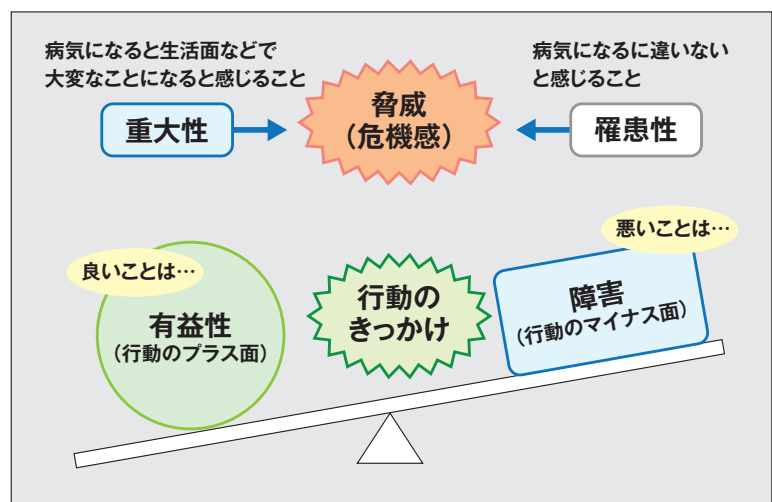 病気になると生活面などで
大変なことになると感じること
重大性
脅威
(危機感)
病気になるに違いない
と感じること
罹患性
良いことは…
有益性
(行動のプラス面)
行動の
きっかけ
悪いことは…
障害
(行動のマイナス面)